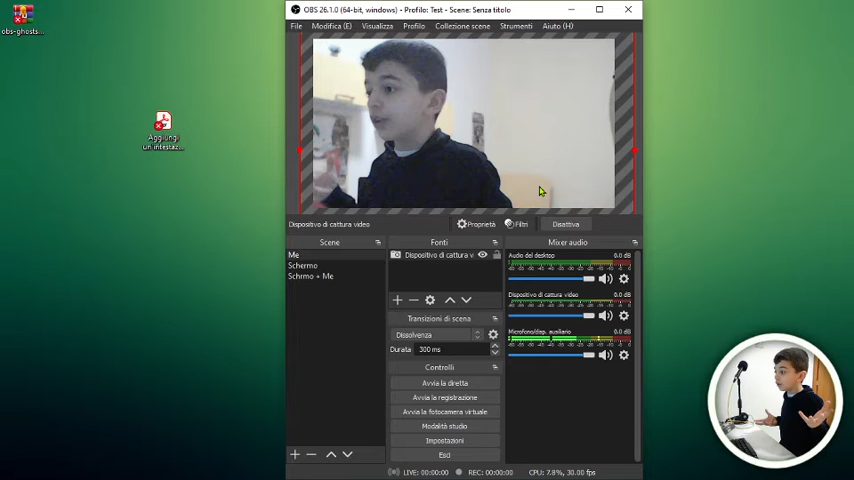 obs-ghosts...
Aggiungi
un'intestaz...
OBS 26.1.0 (64-bit, windows) - Profilo: Test - Scene: Senza titolo
File Modifica (E) Visualizza Profilo Collezione scene Strumenti Aiuto (H)
Dispositivo di cattura video Proprietà Filtri Disattiva
Scene Fonti Mixer audio
Me
Schermo
Schrmo + Me
Dispositivo di cattura v
Transizioni di scena
Dissolvenza
Durata 300 ms
Controlli
Avvia la diretta
Avvia la registrazione
Avvia la fotocamera virtuale
Modalità studio
Impostazioni
Esci
Audio del desktop 0.0 dB
Dispositivo di cattura video 0.0 dB
Microfono/disp. ausiliario 0.0 dB
LIVE: 00:00:00 REC: 00:00:00 CPU: 7.8%, 30.00 fps